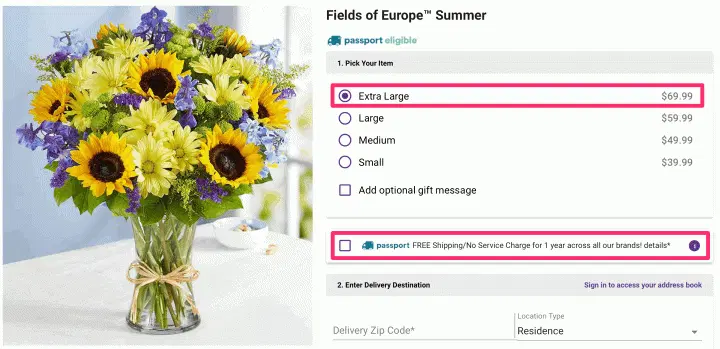 Fields of Europe™ Summer
passport eligible
1. Pick Your Item
Extra Large $69.99
Large $59.99
Medium $49.99
Small $39.99
Add optional gift message
passport FREE Shipping/No Service Charge for 1 year across all our brands! details*
i
2. Enter Delivery Destination Sign in to access your address book
Location Type
Delivery Zip Code* Residence